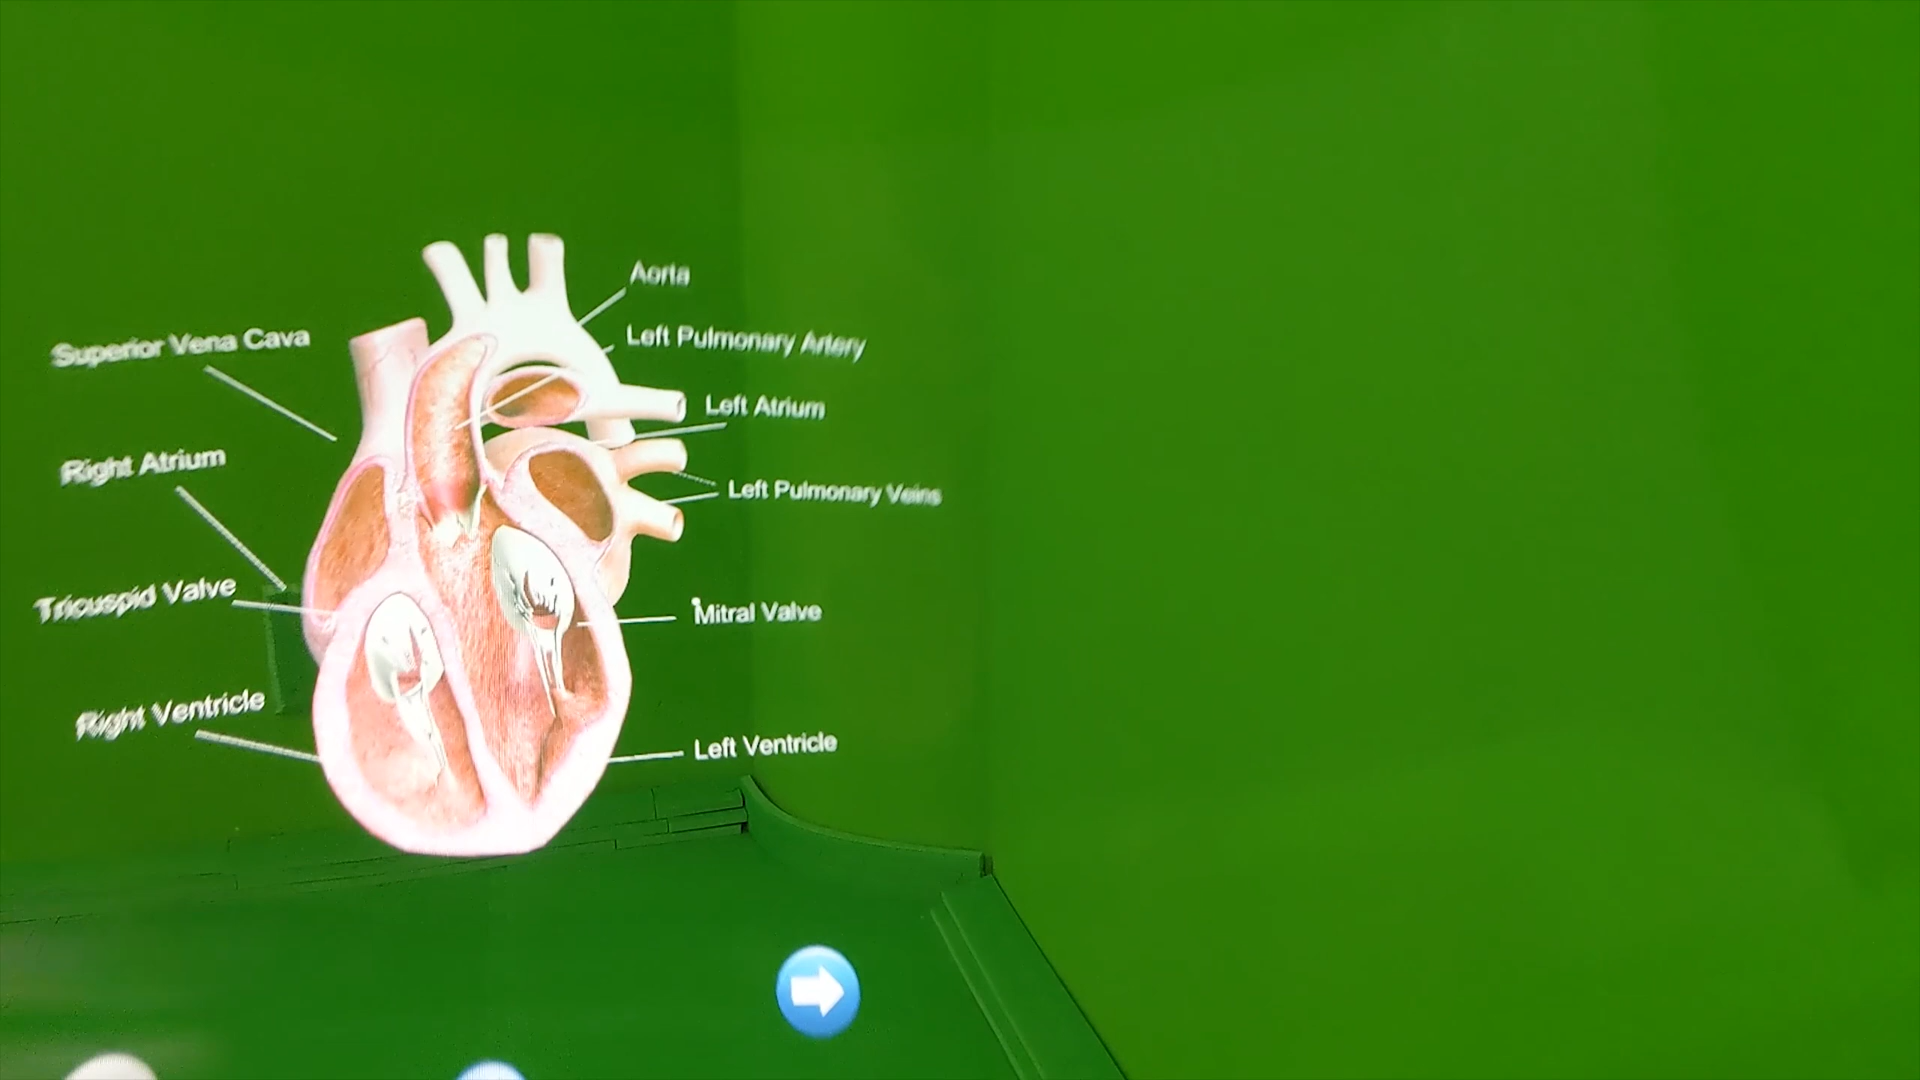 Aorta
Superior Vena Cava
Left Pulmonary Artery
Left Atrium
Right Atrium
Left Pulmonary Veins
Tricuspid Valve
Mitral Valve
Right Ventricle
Left Ventricle